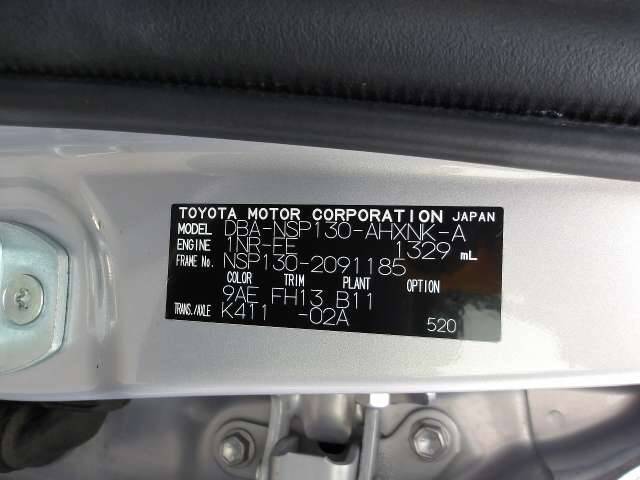 TOYOTA MOTOR CORPORATION JAPAN
MODEL DBA-NSP130-AHXNK-A
ENGINE 1NR-FE 1329 mL
FRAME No. NSP130-2091185
COLOR TRIM PLANT OPTION
9AE FH13 B11
TRANS./AXLE K411 -02A 520